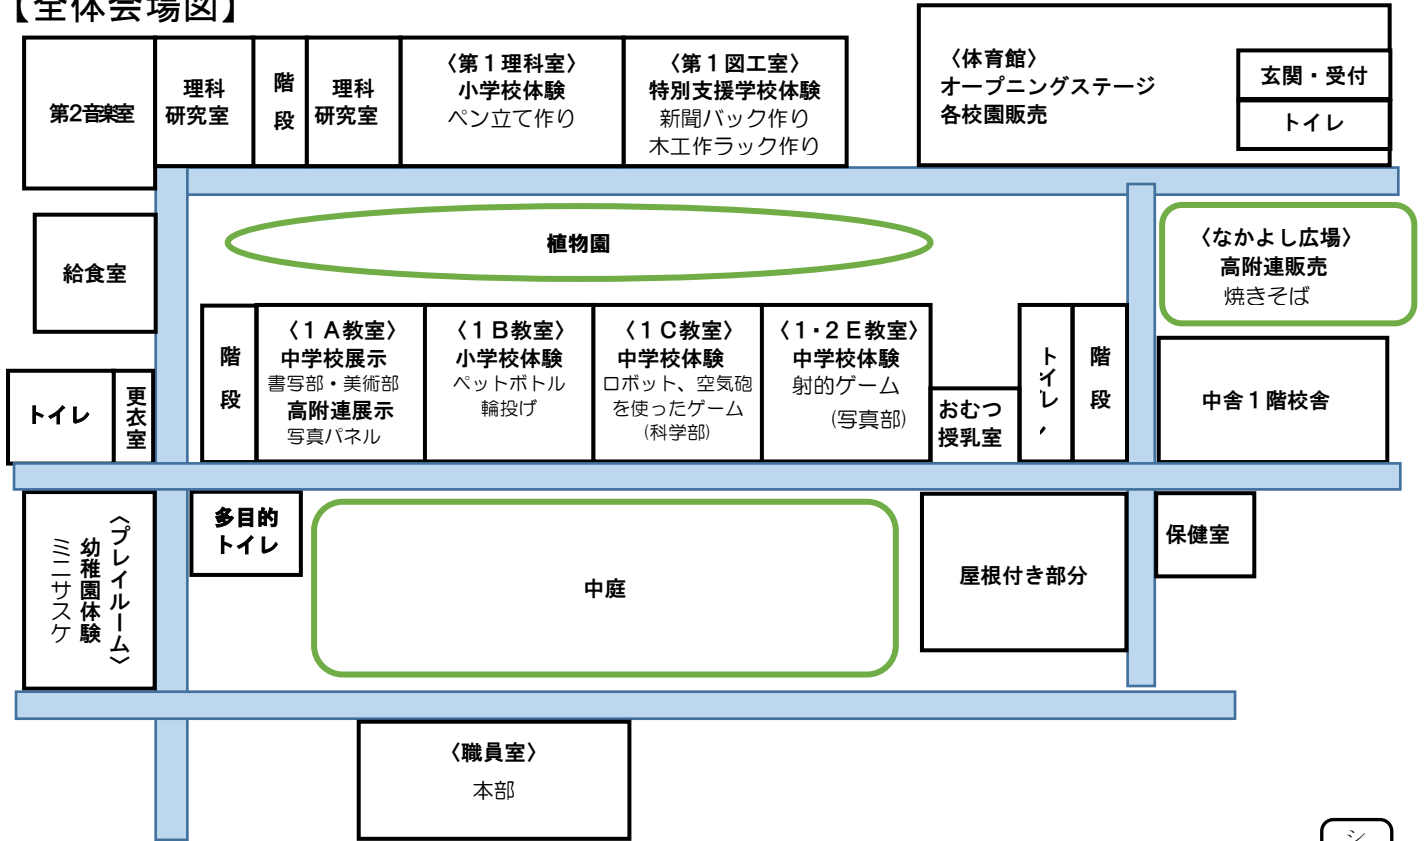 【全体会場図】
第2音楽室
理科
研究室
階
段
理科
研究室
〈第１理科室〉
小学校体験
ペン立て作り
〈第１図工室〉
特別支援学校体験
新聞バック作り
木工作ラック作り
〈体育館〉
オープニングステージ
各校園販売
玄関・受付
トイレ
給食室
植物園
〈なかよし広場〉
高附連販売
焼きそば
階
段
〈１Ａ教室〉
中学校展示
書写部・美術部
高附連展示
写真パネル
〈１Ｂ教室〉
小学校体験
ペットボトル
輪投げ
〈１Ｃ教室〉
中学校体験
ロボット、空気砲
を使ったゲーム
(科学部)
〈１・２Ｅ教室〉
中学校体験
射的ゲーム
(写真部)
おむつ
授乳室
トイレ
階
段
中舎１階校舎
トイレ
更衣室
〈プレイルーム〉
幼稚園体験
ミニサスケ
多目的
トイレ
中庭
屋根付き部分
保健室
〈職員室〉
本部